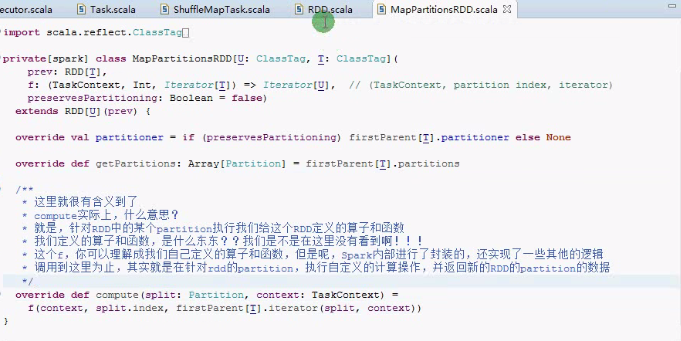 ecutor.scala Task.scala ShuffleMapTask.scala RDD.scala MapPartitionsRDD.scala
import scala.reflect.ClassTag
private[spark] class MapPartitionsRDD[U: ClassTag, T: ClassTag](
prev: RDD[T],
f: (TaskContext, Int, Iterator[T]) => Iterator[U],  // (TaskContext, partition index, iterator)
preservesPartitioning: Boolean = false)
extends RDD[U](prev) {
override val partitioner = if (preservesPartitioning) firstParent[T].partitioner else None
override def getPartitions: Array[Partition] = firstParent[T].partitions
/**
* 这里就很有含义到了
* compute实际上，什么意思？
* 就是，针对RDD中的某个partition执行我们给这个RDD定义的算子和函数
* 我们定义的算子和函数，是什么东东？？我们是不是在这里没有看到啊！！！
* 这个f，你可以理解成我们自己定义的算子和函数，但是呢，Spark内部进行了封装的，还实现了一些其他的逻辑
* 调用到这里为止，其实就是在针对rdd的partition，执行自定义的计算操作，并返回新的RDD的partition的数据
*/
override def compute(split: Partition, context: TaskContext) =
f(context, split.index, firstParent[T].iterator(split, context))
}